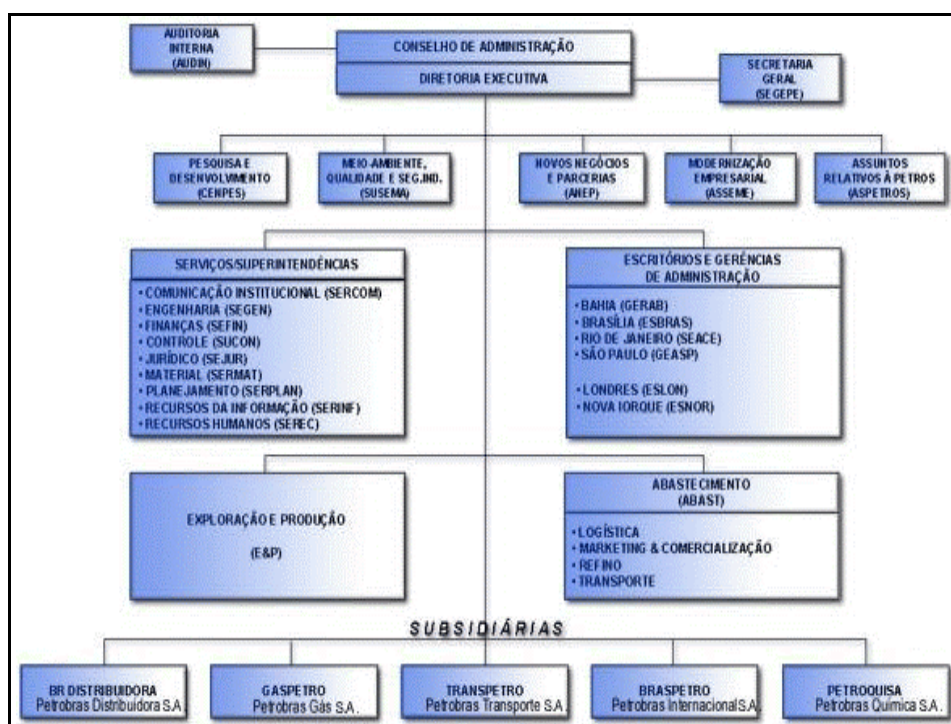 AUDITORIA
INTERNA
(AUDIN)
CONSELHO DE ADMINISTRAÇÃO
DIRETORIA EXECUTIVA
SECRETARIA
GERAL
(SEGEPE)
PESQUISA E
DESENVOLVIMENTO
(CENPES)
MEIO-AMBIENTE,
QUALIDADE E SEG.IND.
(SUSEMA)
NOVOS NEGÓCIOS
E PARCERIAS
(ANEP)
MODERNIZAÇÃO
EMPRESARIAL
(ASSEME)
ASSUNTOS
RELATIVOS À PETROS
(ASPETROS)
SERVIÇOS/SUPERINTENDÊNCIAS
• COMUNICAÇÃO INSTITUCIONAL (SERCOM)
• ENGENHARIA (SEGEN)
• FINANÇAS (SEFIN)
• CONTROLE (SUCON)
• JURÍDICO (SEJUR)
• MATERIAL (SERMAT)
• PLANEJAMENTO (SERPLAN)
• RECURSOS DA INFORMAÇÃO (SERINF)
• RECURSOS HUMANOS (SEREC)
ESCRITÓRIOS E GERÊNCIAS
DE ADMINISTRAÇÃO
• BAHIA (GERAB)
• BRASÍLIA (ESBRAS)
• RIO DE JANEIRO (SEACE)
• SÃO PAULO (GEASP)
• LONDRES (ESLON)
• NOVA IORQUE (ESNOR)
EXPLORAÇÃO E PRODUÇÃO
(E&P)
ABASTECIMENTO
(ABAST)
• LOGÍSTICA
• MARKETING & COMERCIALIZAÇÃO
• REFINO
• TRANSPORTE
SUBSIDIÁRIAS
BR DISTRIBUIDORA
Petrobras Distribuidora S.A.
GASPETRO
Petrobras Gás S.A.
TRANSPETRO
Petrobras Transporte S.A.
BRASPETRO
Petrobras Internacional S.A.
PETROQUISA
Petrobras Química S.A.